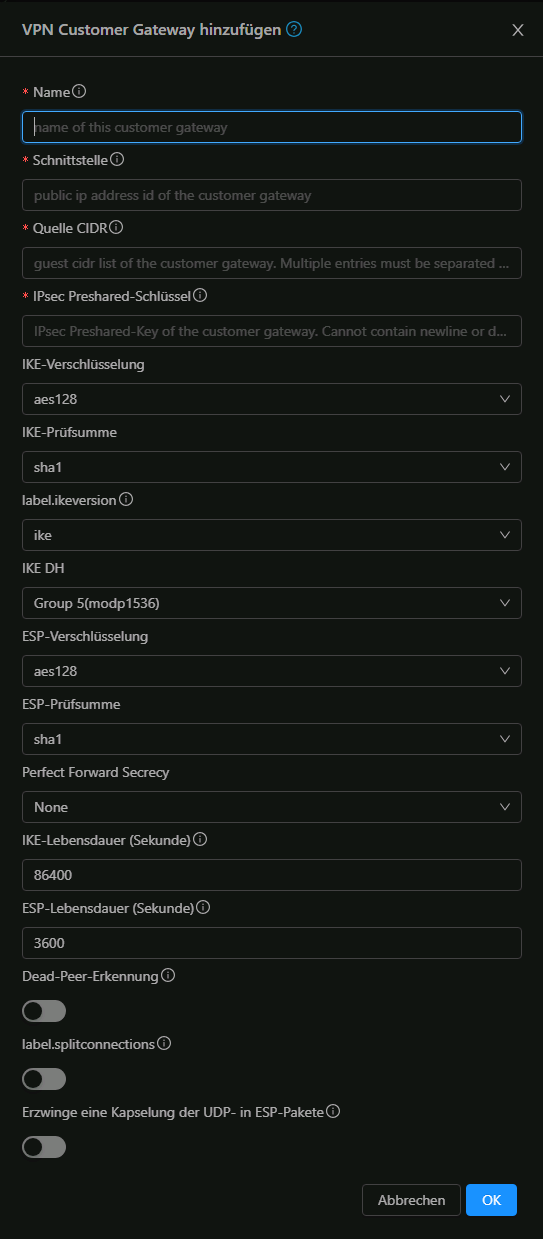 VPN Customer Gateway hinzufügen
* Name
name of this customer gateway
* Schnittstelle
public ip address id of the customer gateway
* Quelle CIDR
guest cidr list of the customer gateway. Multiple entries must be separated ...
* IPsec Preshared-Schlüssel
IPsec Preshared-Key of the customer gateway. Cannot contain newline or d...
IKE-Verschlüsselung
aes128
IKE-Prüfsumme
sha1
label.ikeversion
ike
IKE DH
Group 5(modp1536)
ESP-Verschlüsselung
aes128
ESP-Prüfsumme
sha1
Perfect Forward Secrecy
None
IKE-Lebensdauer (Sekunde)
86400
ESP-Lebensdauer (Sekunde)
3600
Dead-Peer-Erkennung
label.splitconnections
Erzwinge eine Kapselung der UDP- in ESP-Pakete
Abbrechen OK